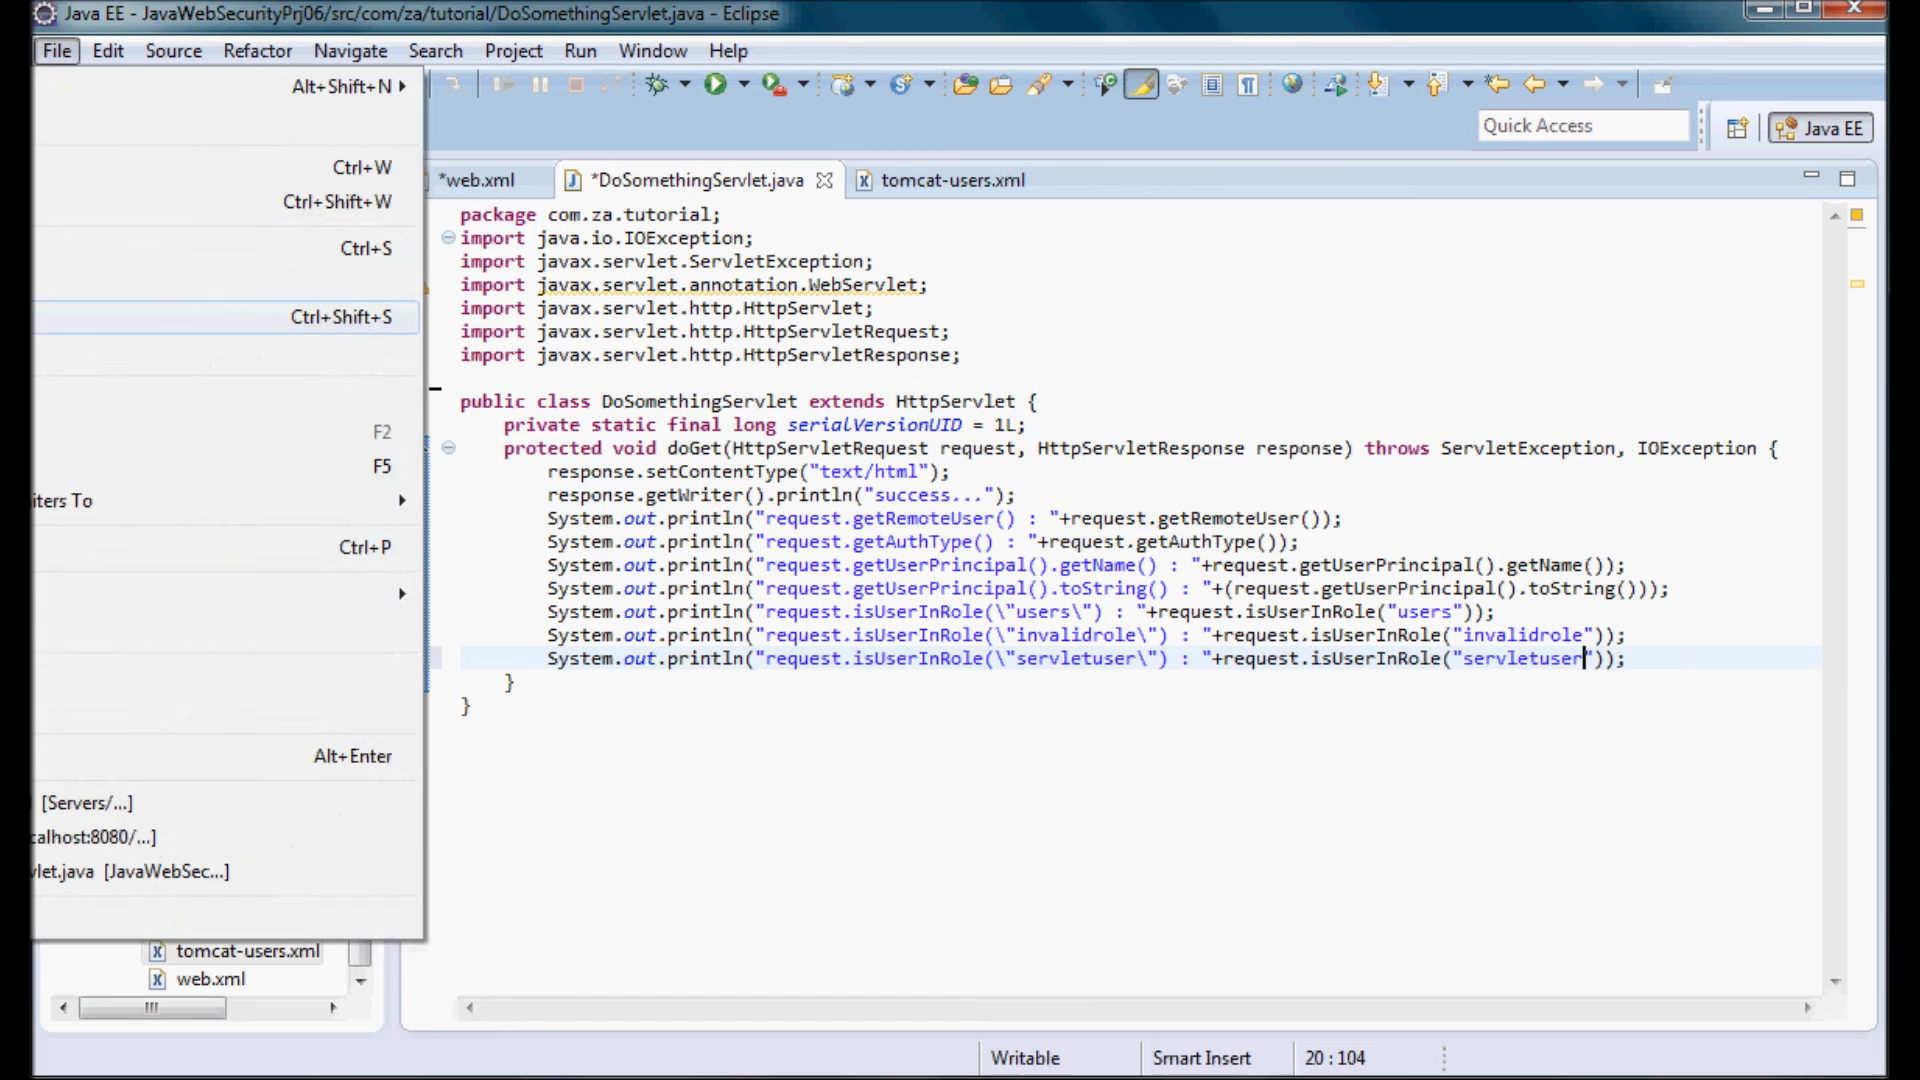 Java EE - JavaWebSecurityPrj06/src/com/za/tutorial/DoSomethingServlet.java - Eclipse
File Edit Source Refactor Navigate Search Project Run Window Help
Alt+Shift+N
Quick Access
Java EE
Ctrl+W
Ctrl+Shift+W
Ctrl+S
Ctrl+Shift+S
F2
F5
iters To
Ctrl+P
Alt+Enter
[Servers/...]
calhost:8080/...]
vlet.java [JavaWebSec...]
tomcat-users.xml
web.xml
*web.xml *DoSomethingServlet.java tomcat-users.xml
package com.za.tutorial;
import java.io.IOException;
import javax.servlet.ServletException;
import javax.servlet.annotation.WebServlet;
import javax.servlet.http.HttpServlet;
import javax.servlet.http.HttpServletRequest;
import javax.servlet.http.HttpServletResponse;
public class DoSomethingServlet extends HttpServlet {
private static final long serialVersionUID = 1L;
protected void doGet(HttpServletRequest request, HttpServletResponse response) throws ServletException, IOException {
response.setContentType("text/html");
response.getWriter().println("success...");
System.out.println("request.getRemoteUser() : "+request.getRemoteUser());
System.out.println("request.getAuthType() : "+request.getAuthType());
System.out.println("request.getUserPrincipal().getName() : "+request.getUserPrincipal().getName());
System.out.println("request.getUserPrincipal().toString() : "+(request.getUserPrincipal().toString()));
System.out.println("request.isUserInRole(\"users\") : "+request.isUserInRole("users"));
System.out.println("request.isUserInRole(\"invalidrole\") : "+request.isUserInRole("invalidrole"));
System.out.println("request.isUserInRole(\"servletuser\") : "+request.isUserInRole("servletuser"));
}
}
Writable Smart Insert 20 : 104